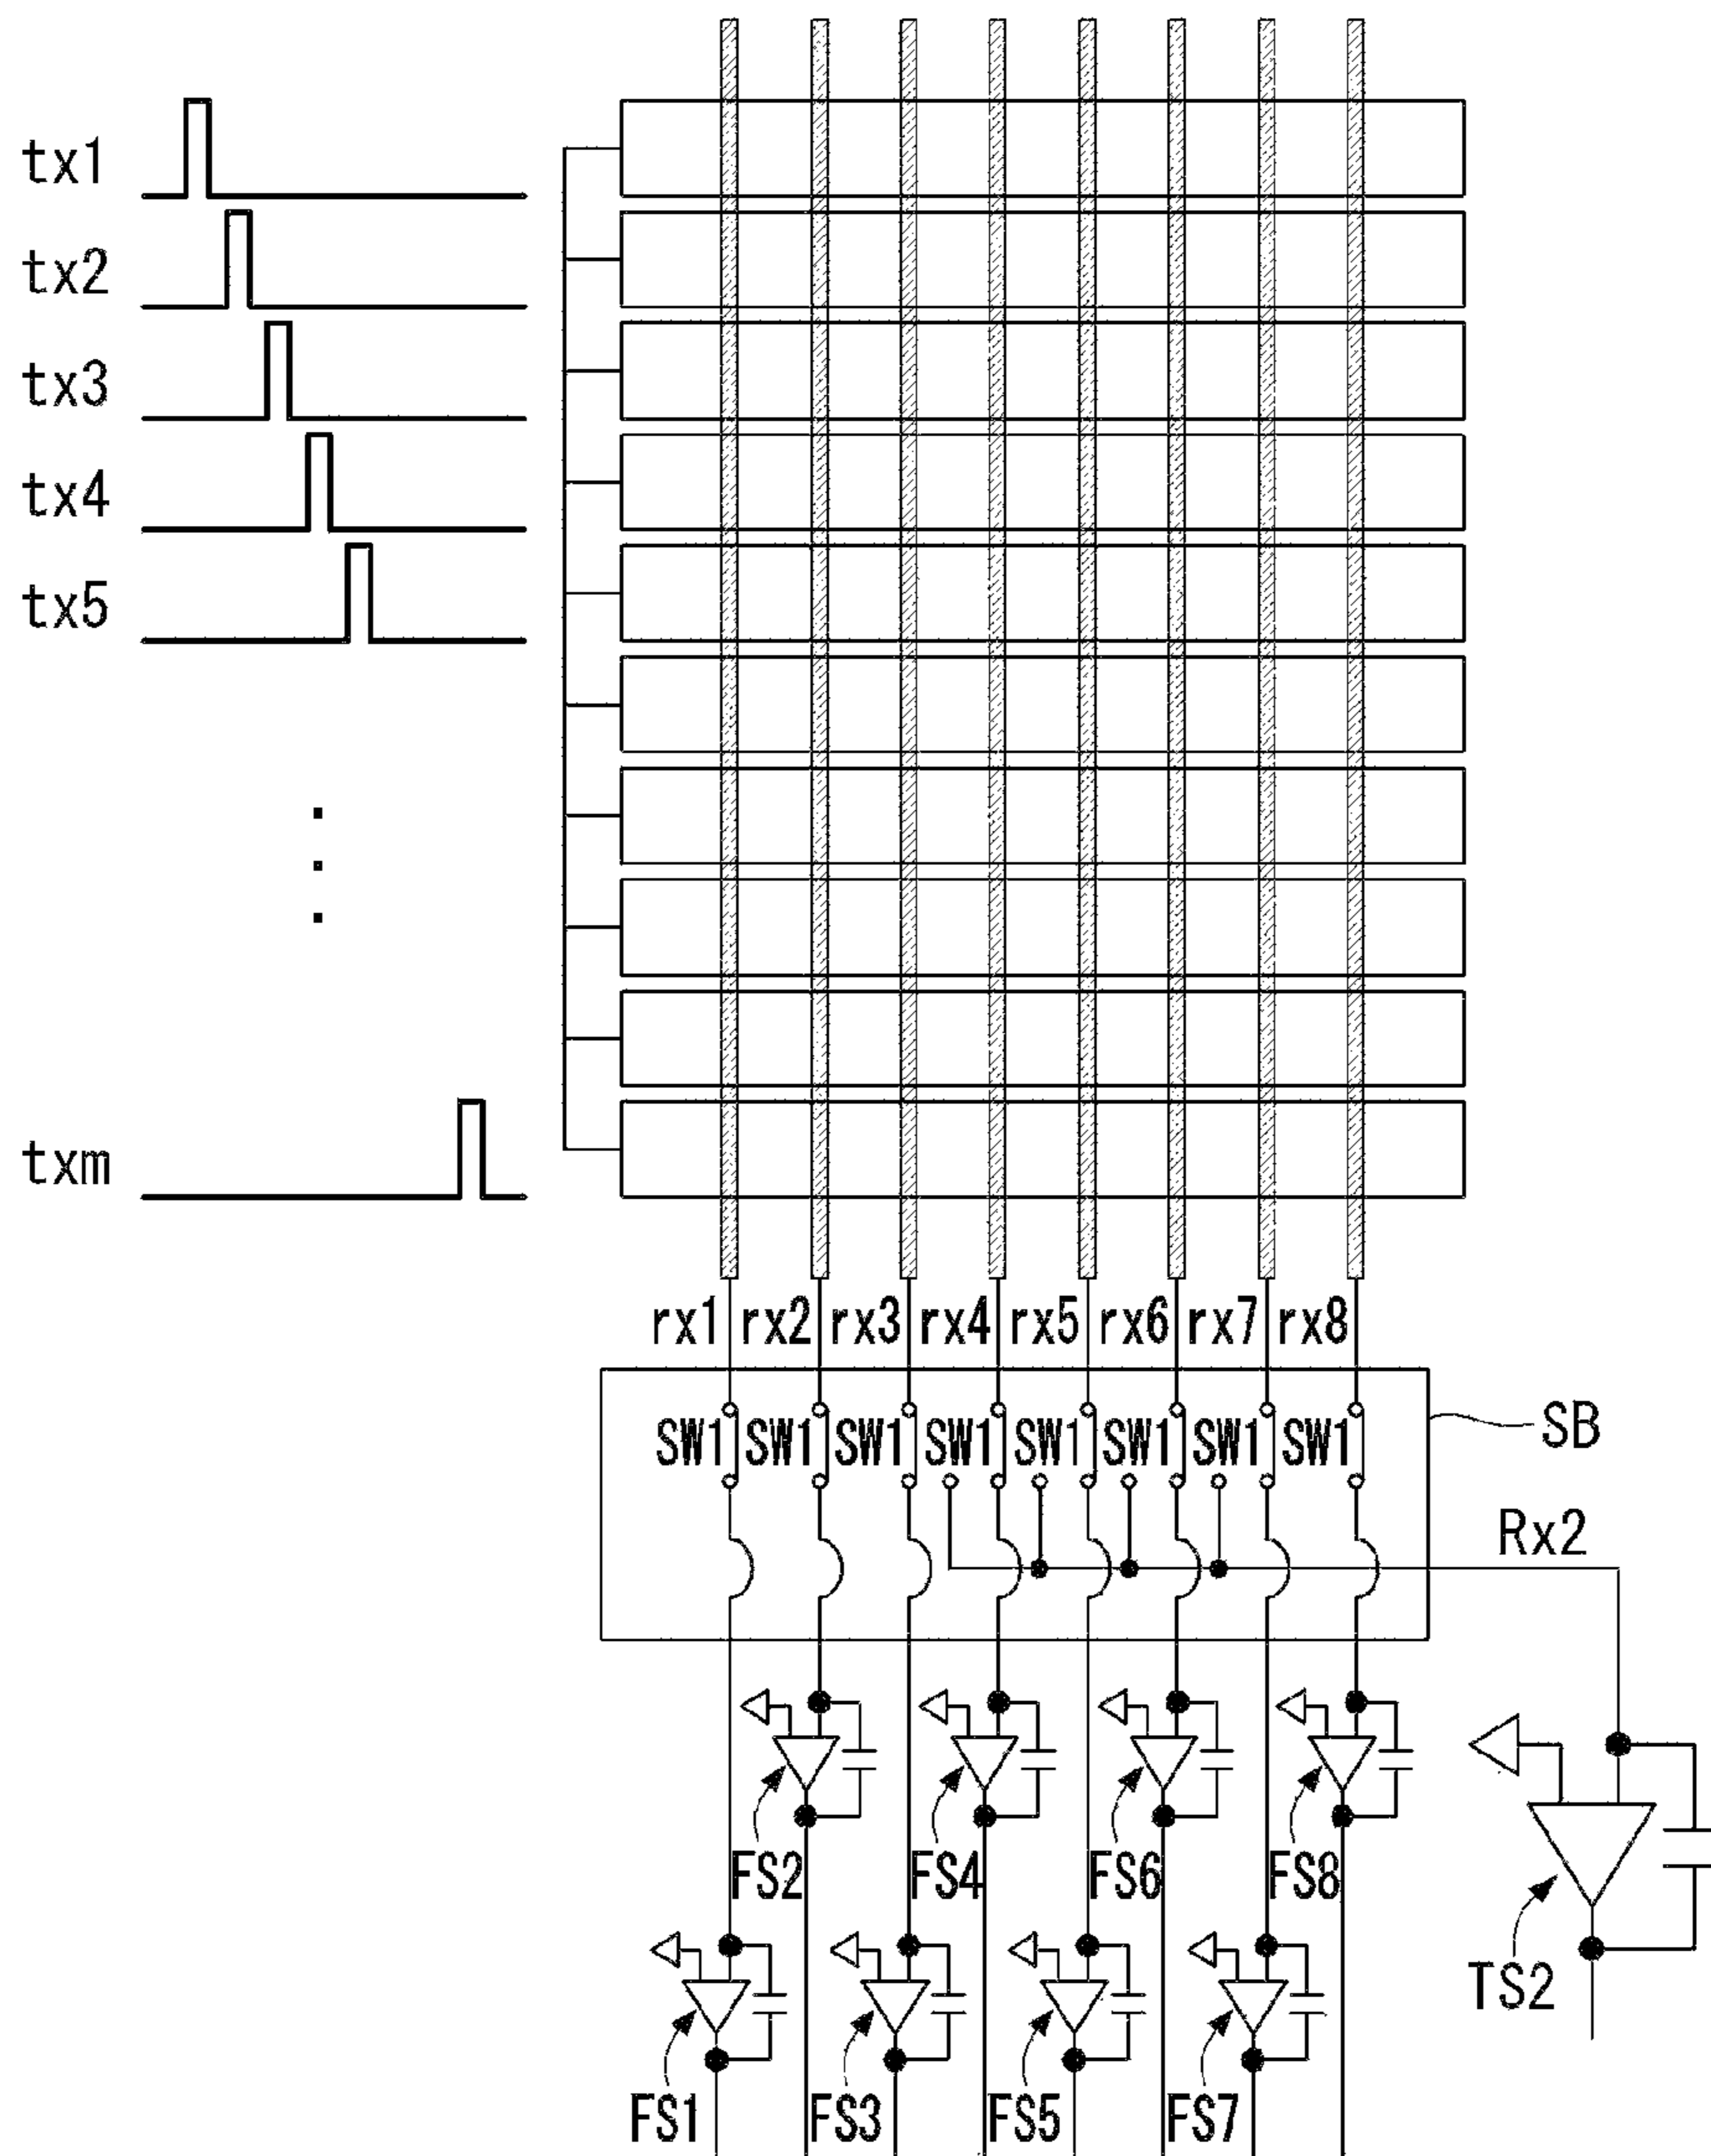 tx1
tx2
tx3
tx4
tx5
txm
rx1 rx2 rx3 rx4 rx5 rx6 rx7 rx8
SW1 SW1 SW1 SW1 SW1 SW1 SW1 SW1
SB
Rx2
FS2 FS4 FS6 FS8
TS2
FS1 FS3 FS5 FS7